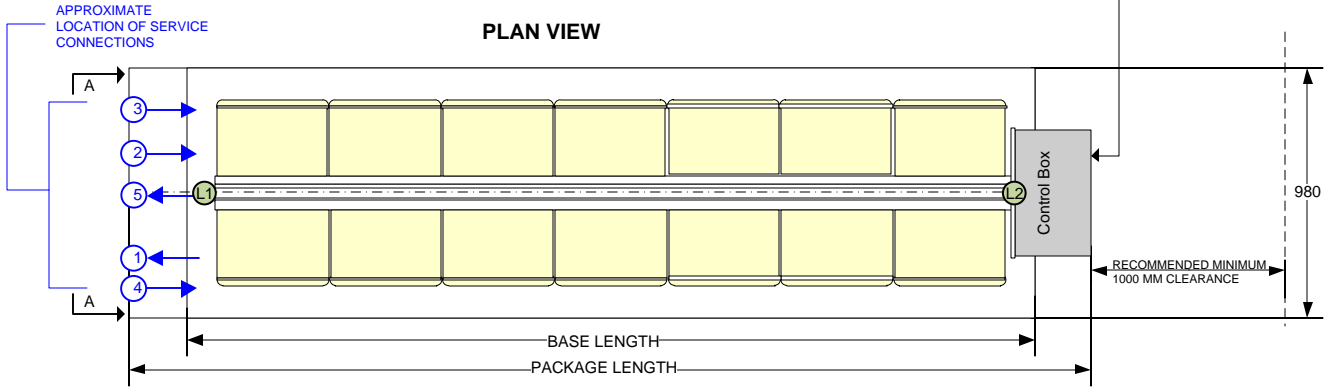 APPROXIMATE
LOCATION OF SERVICE
CONNECTIONS
PLAN VIEW
A
3
2
5
1
4
A
L1
L2
Control Box
980
RECOMMENDED MINIMUM
1000 MM CLEARANCE
BASE LENGTH
PACKAGE LENGTH